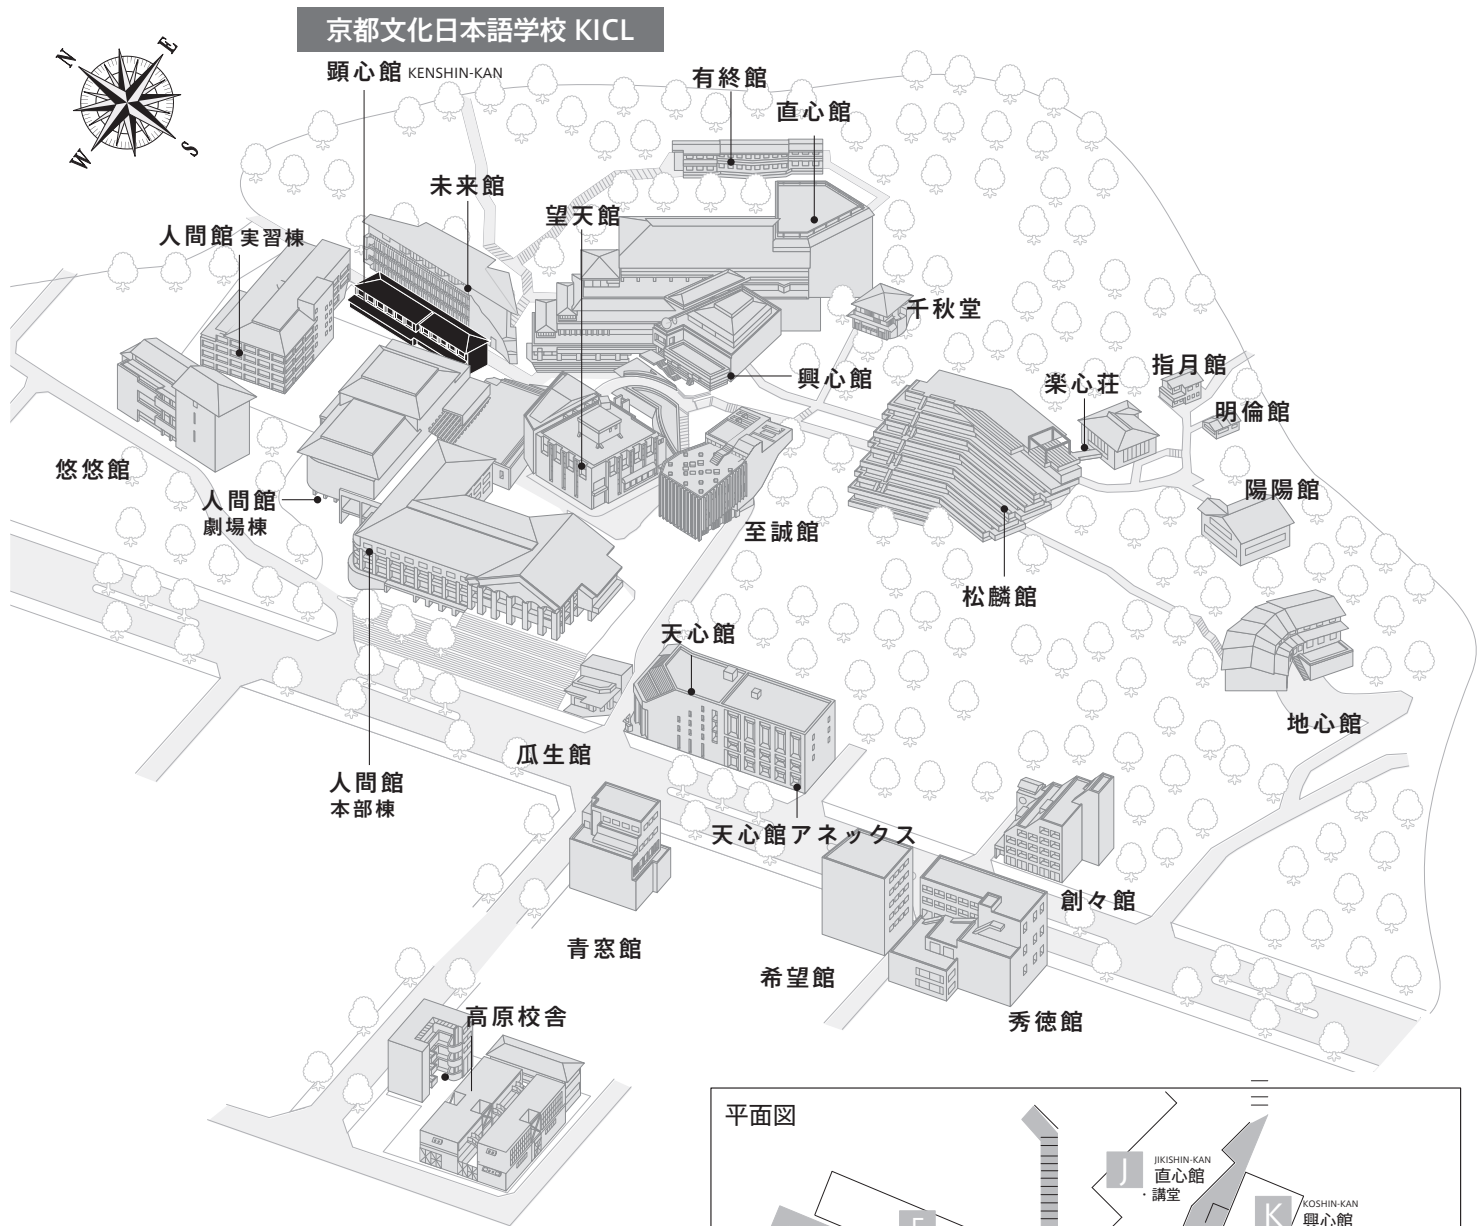 京都文化日本語学校 KICL
顕心館 KENSHIN-KAN
N
E
W
S
有終館
直心館
未来館
望天館
人間館 実習棟
千秋堂
興心館
指月館
楽心荘
明倫館
悠悠館
人間館
劇場棟
陽陽館
至誠館
松麟館
天心館
地心館
瓜生館
人間館
本部棟
天心館アネックス
創々館
青窓館
希望館
秀徳館
高原校舎
平面図
J
JIKISHIN-KAN
直心館
・講堂
K
KOSHIN-KAN
興心館